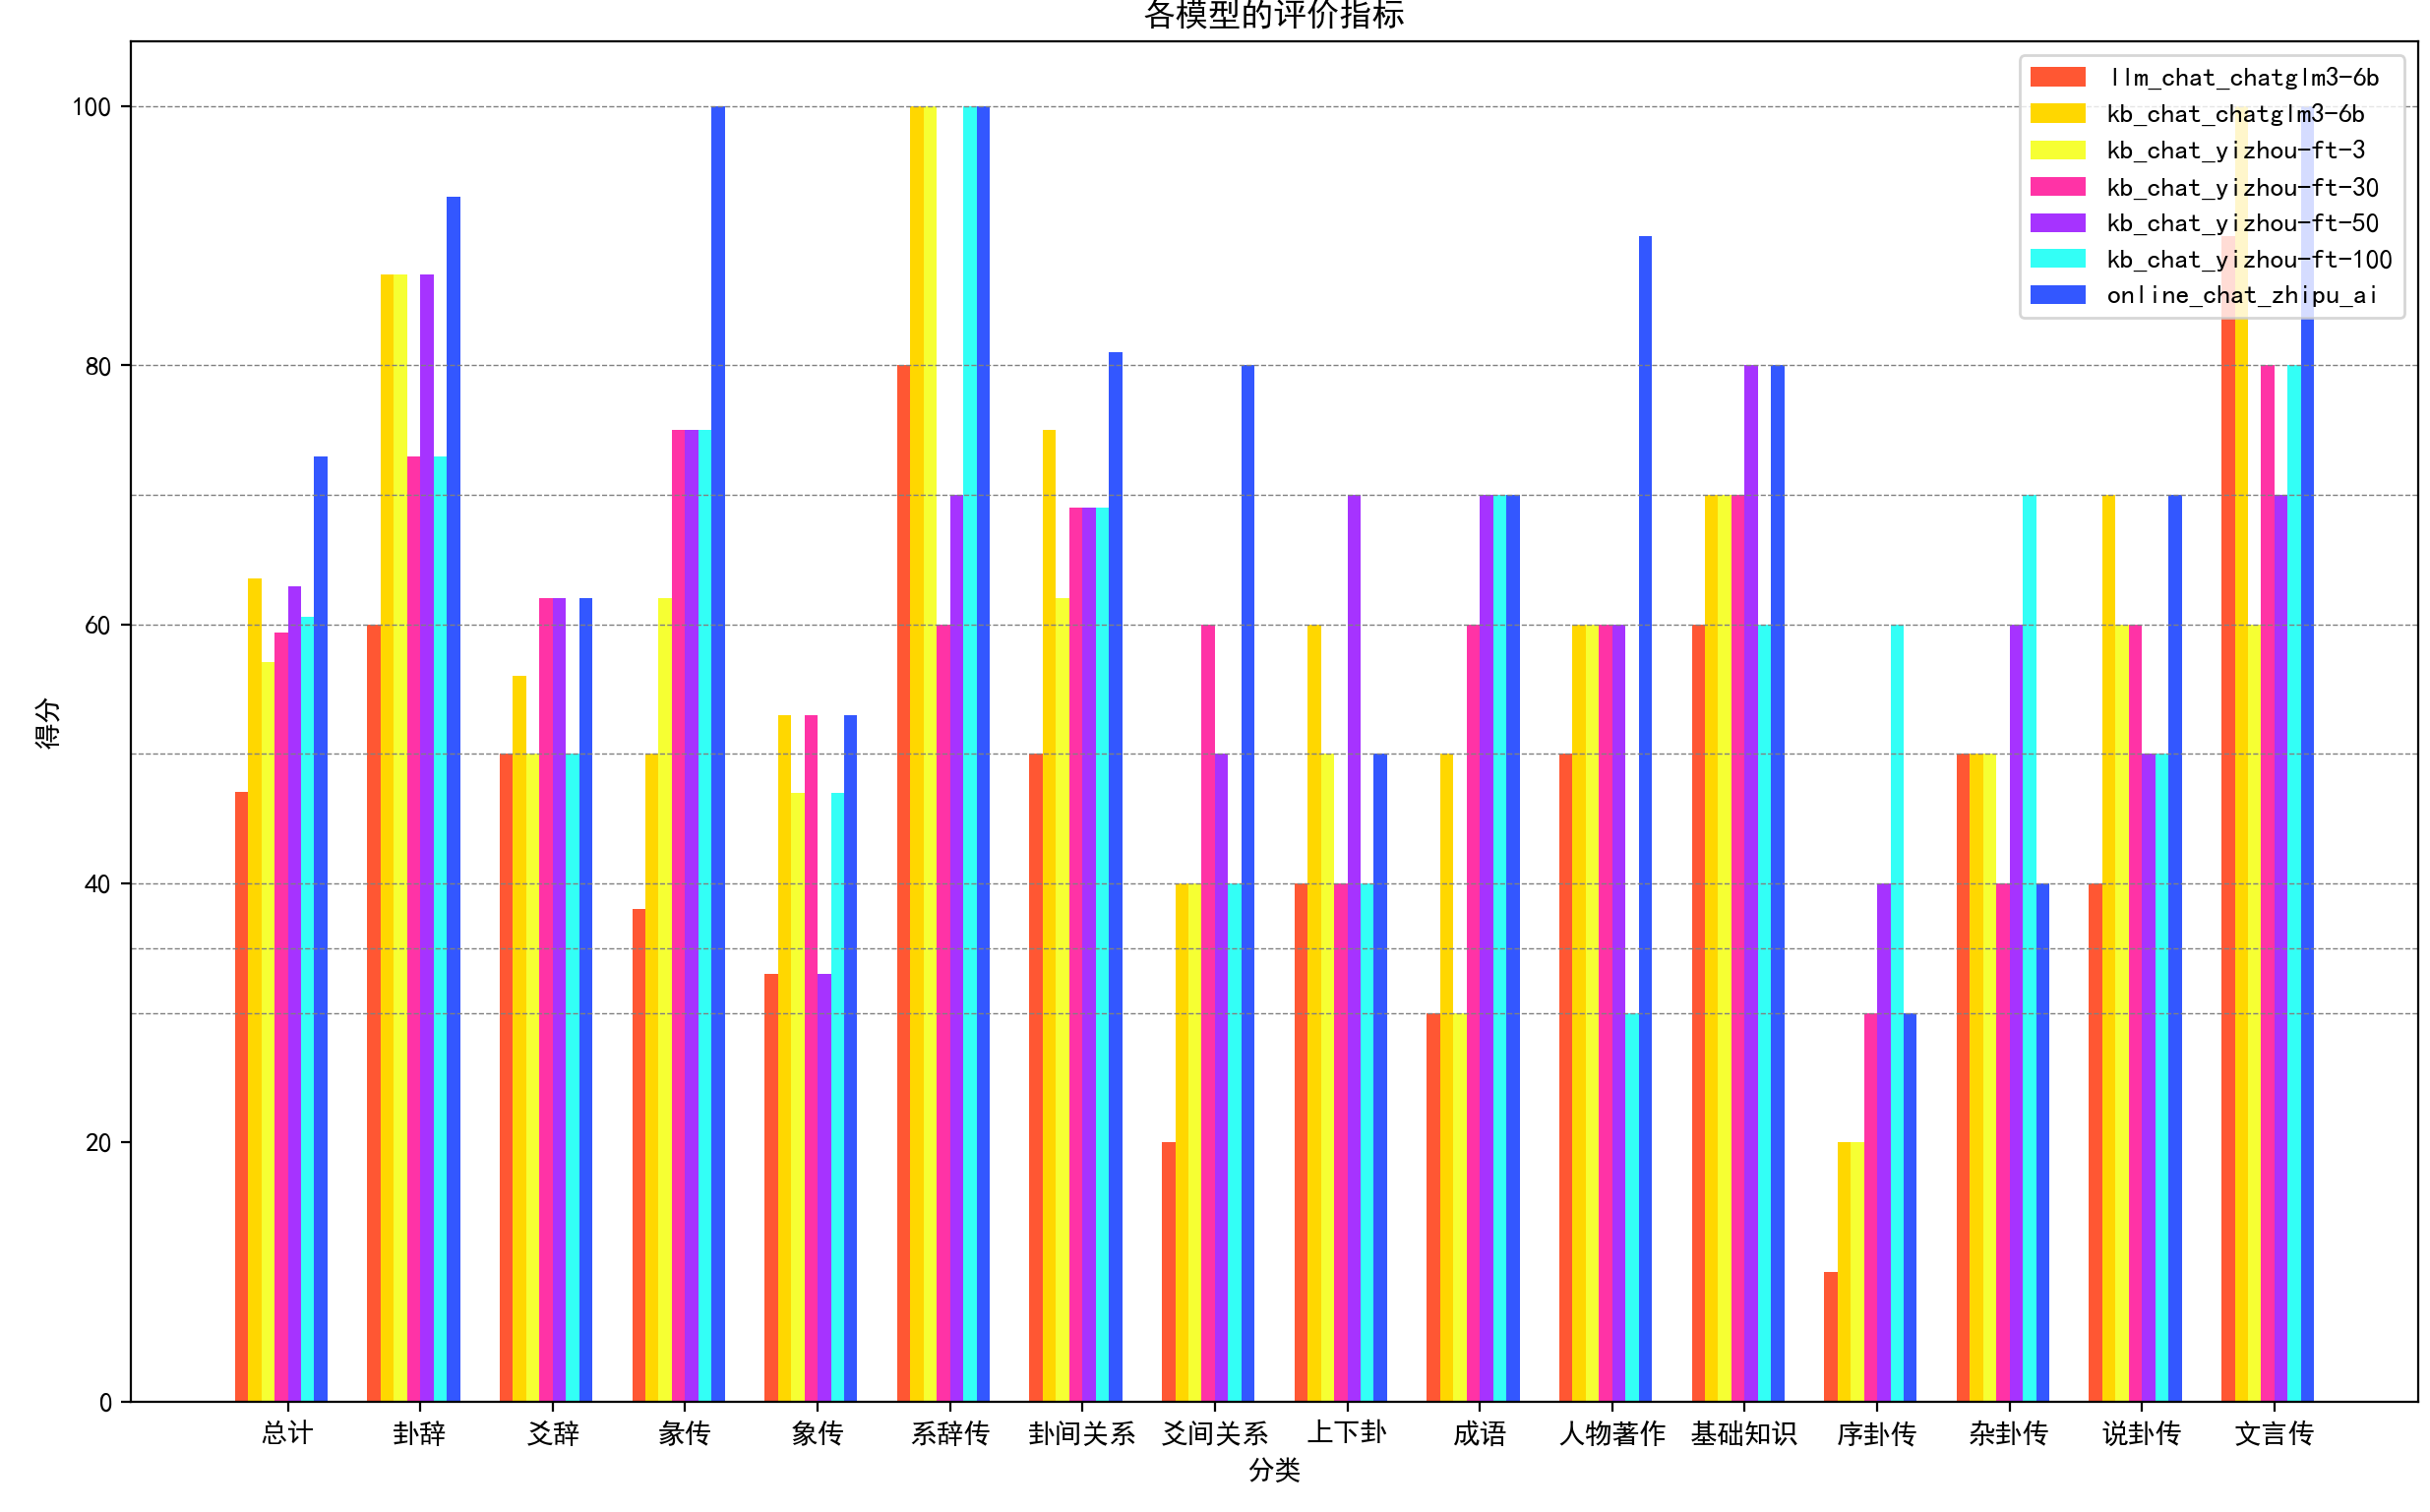 各模型的评价指标
llm_chat_chatglm3-6b
kb_chat_chatglm3-6b
kb_chat_yizhou-ft-3
kb_chat_yizhou-ft-30
kb_chat_yizhou-ft-50
kb_chat_yizhou-ft-100
online_chat_zhipu_ai
得分
100
80
60
40
20
0
总计 卦辞 爻辞 彖传 象传 系辞传 卦间关系 爻间关系 上下卦 成语 人物著作 基础知识 序卦传 杂卦传 说卦传 文言传
分类